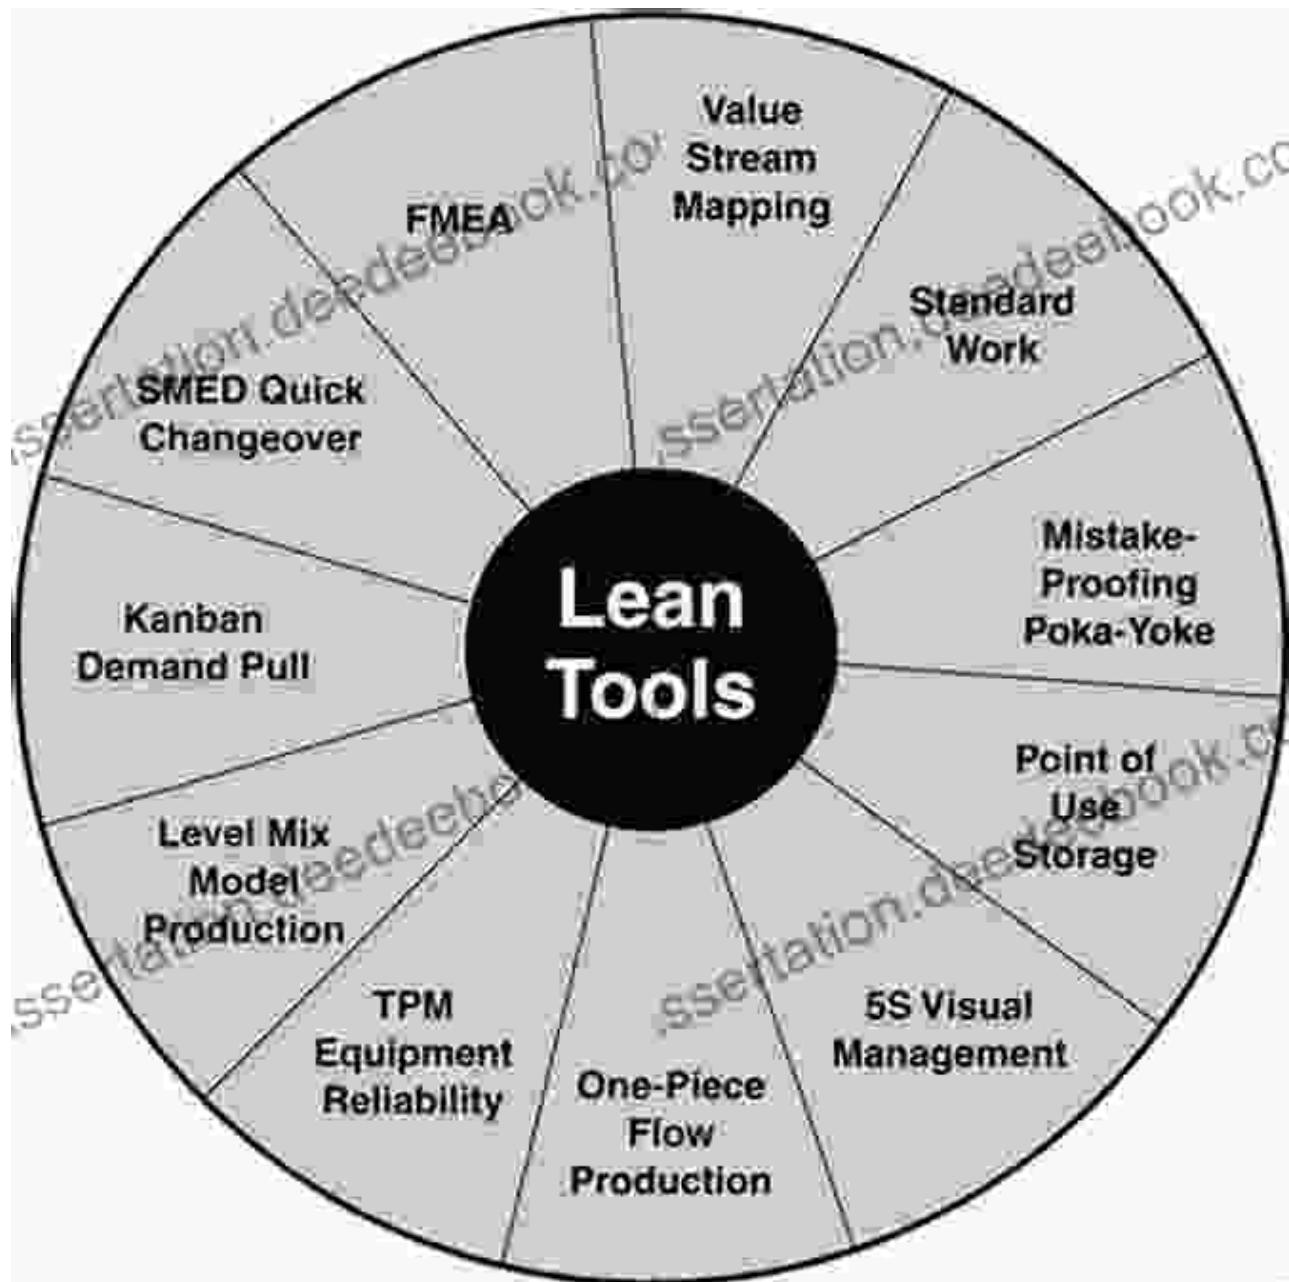 Value
Stream
Mapping
Standard
Work
Mistake-
Proofing
Poka-Yoke
Point of
Use
Storage
5S Visual
Management
One-Piece
Flow
Production
TPM
Equipment
Reliability
Level Mix
Model
Production
Kanban
Demand Pull
SMED Quick
Changeover
FMEA
Lean
Tools